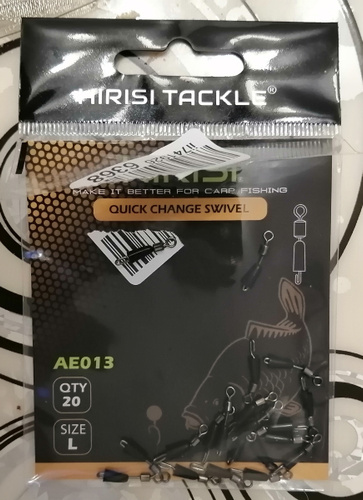 HIRISI TACKLE®
MAKE IT BETTER FOR CARP FISHING
QUICK CHANGE SWIVEL
AE013
QTY
20
SIZE
L